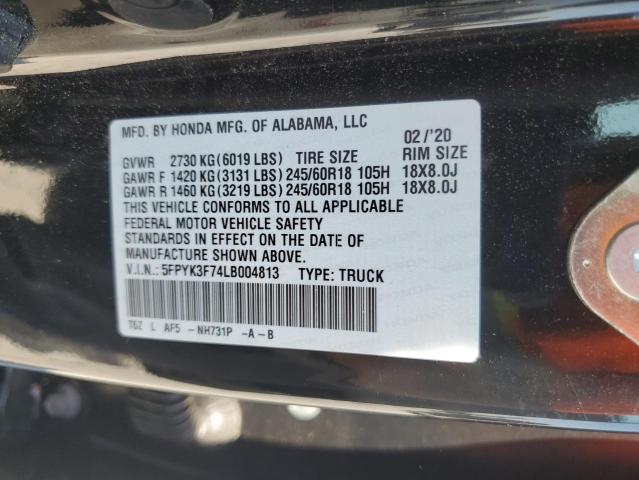 MFD. BY HONDA MFG. OF ALABAMA, LLC 02/'20
GVWR 2730 KG(6019 LBS) TIRE SIZE RIM SIZE
GAWR F 1420 KG(3131 LBS) 245/60R18 105H 18X8.0J
GAWR R 1460 KG(3219 LBS) 245/60R18 105H 18X8.0J
THIS VEHICLE CONFORMS TO ALL APPLICABLE
FEDERAL MOTOR VEHICLE SAFETY
STANDARDS IN EFFECT ON THE DATE OF
MANUFACTURE SHOWN ABOVE.
V.I.N.: 5FPYK3F74LB004813 TYPE: TRUCK
T6Z L AF5 - NH731P -A-B